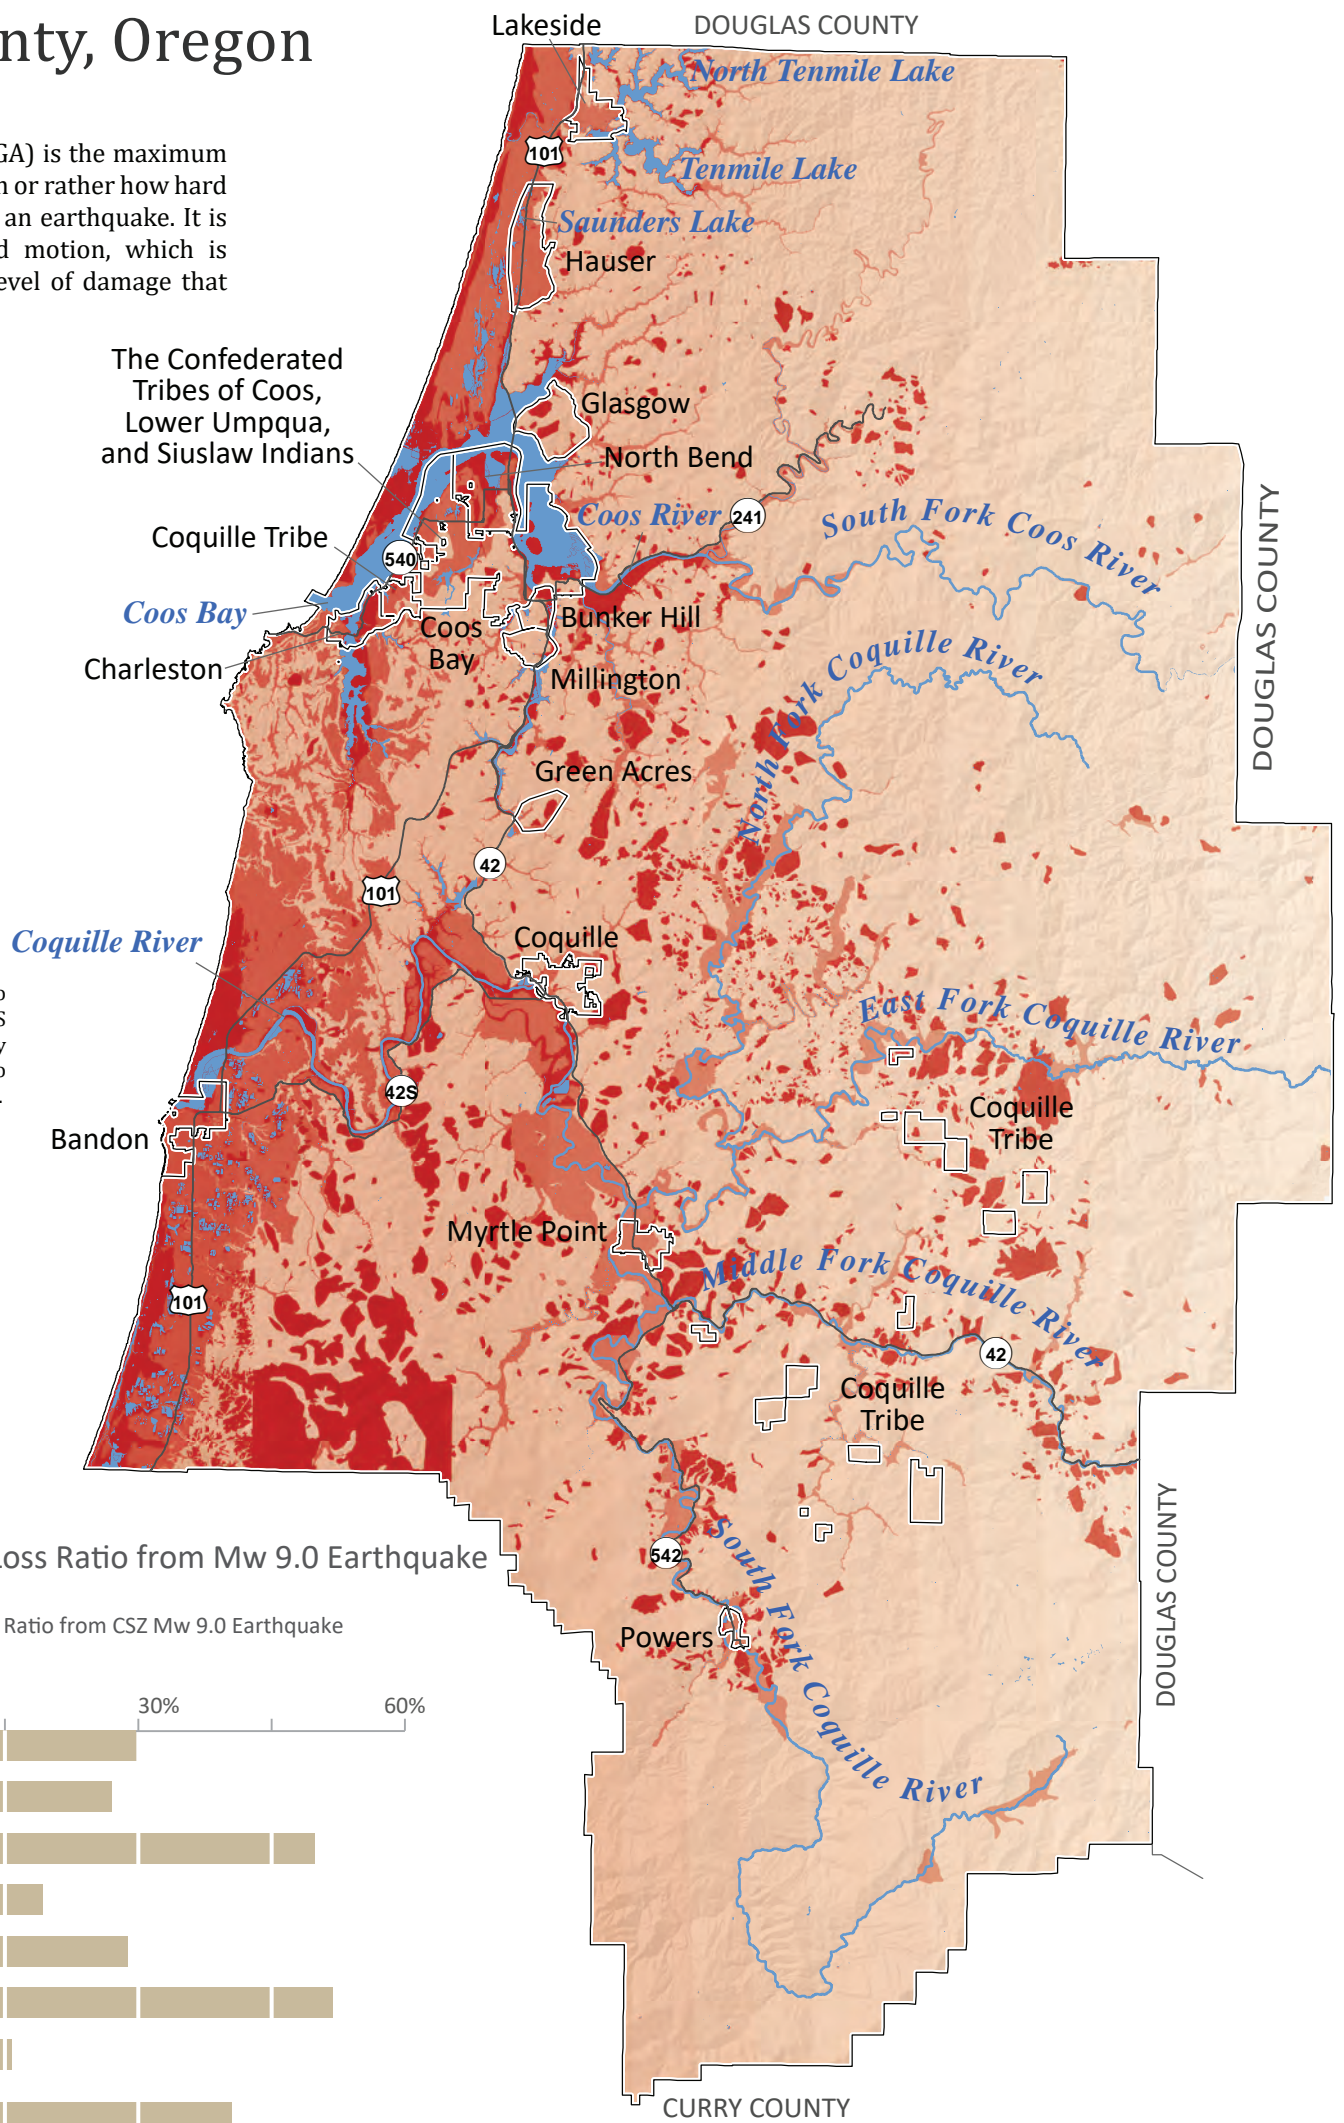 nty, Oregon
GA) is the maximum
n or rather how hard
an earthquake. It is
d motion, which is
evel of damage that
Lakeside
DOUGLAS COUNTY
North Tenmile Lake
101
Tenmile Lake
Saunders Lake
Hauser
The Confederated
Tribes of Coos,
Lower Umpqua,
and Siuslaw Indians
Glasgow
North Bend
Coos River
241
South Fork Coos River
Coquille Tribe
540
DOUGLAS COUNTY
Coos Bay
Coos
Bay
Bunker Hill
Charleston
Millington
North Fork Coquille River
Green Acres
42
101
Coquille River
Coquille
East Fork Coquille River
p
S
y
p
.
42S
Coquille
Tribe
Bandon
Myrtle Point
Middle Fork Coquille River
101
42
Coquille
Tribe
DOUGLAS COUNTY
Loss Ratio from Mw 9.0 Earthquake
542
South Fork Coquille River
Ratio from CSZ Mw 9.0 Earthquake
Powers
30%
60%
CURRY COUNTY